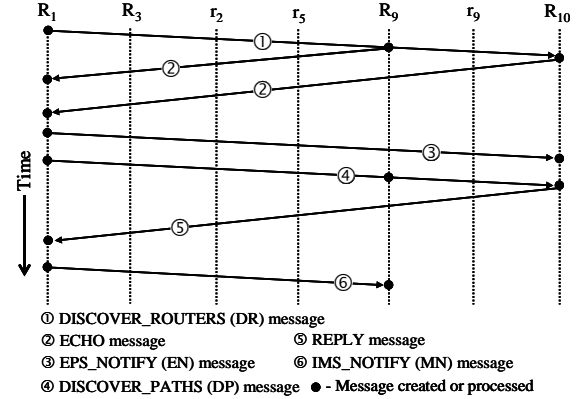 R1 R3 r2 r5 R9 r9 R10
①
②
②
③
④
Time
⑤
⑥
① DISCOVER_ROUTERS (DR) message
② ECHO message ⑤ REPLY message
③ EPS_NOTIFY (EN) message ⑥ IMS_NOTIFY (MN) message
④ DISCOVER_PATHS (DP) message ● - Message created or processed